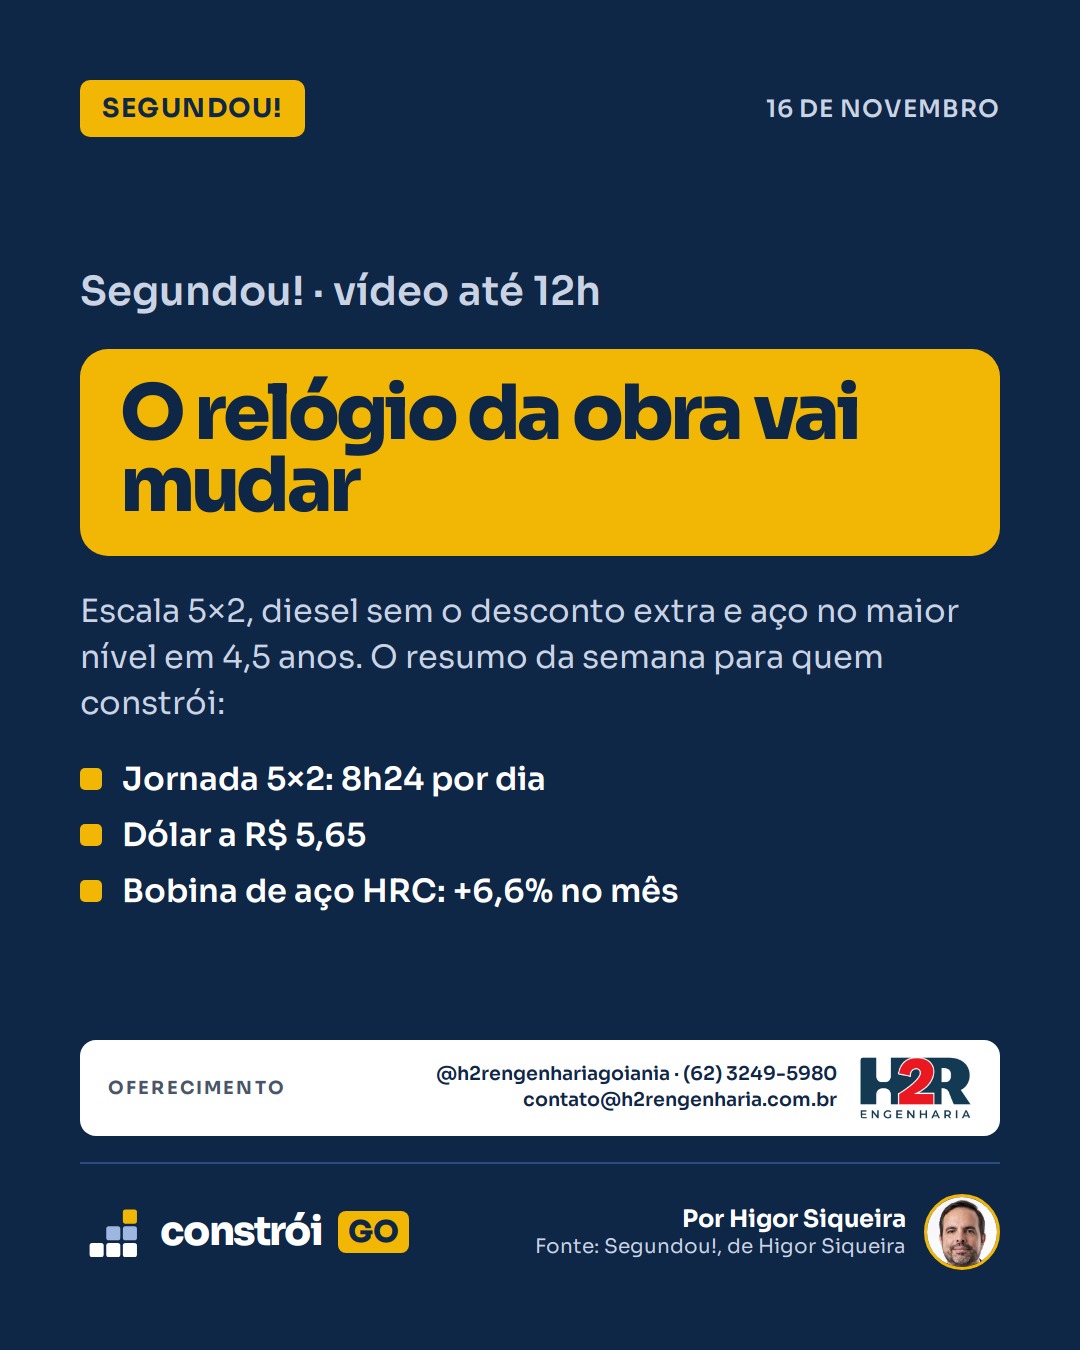 SEGUNDOU!
16 DE NOVEMBRO
Segundou! · vídeo até 12h
O relógio da obra vai
mudar
Escala 5×2, diesel sem o desconto extra e aço no maior
nível em 4,5 anos. O resumo da semana para quem
constrói:
Jornada 5×2: 8h24 por dia
Dólar a R$ 5,65
Bobina de aço HRC: +6,6% no mês
OFERECIMENTO
@h2rengenhariagoiania · (62) 3249-5980
contato@h2rengenharia.com.br
H2R
ENGENHARIA
constrói GO
Por Higor Siqueira
Fonte: Segundou!, de Higor Siqueira